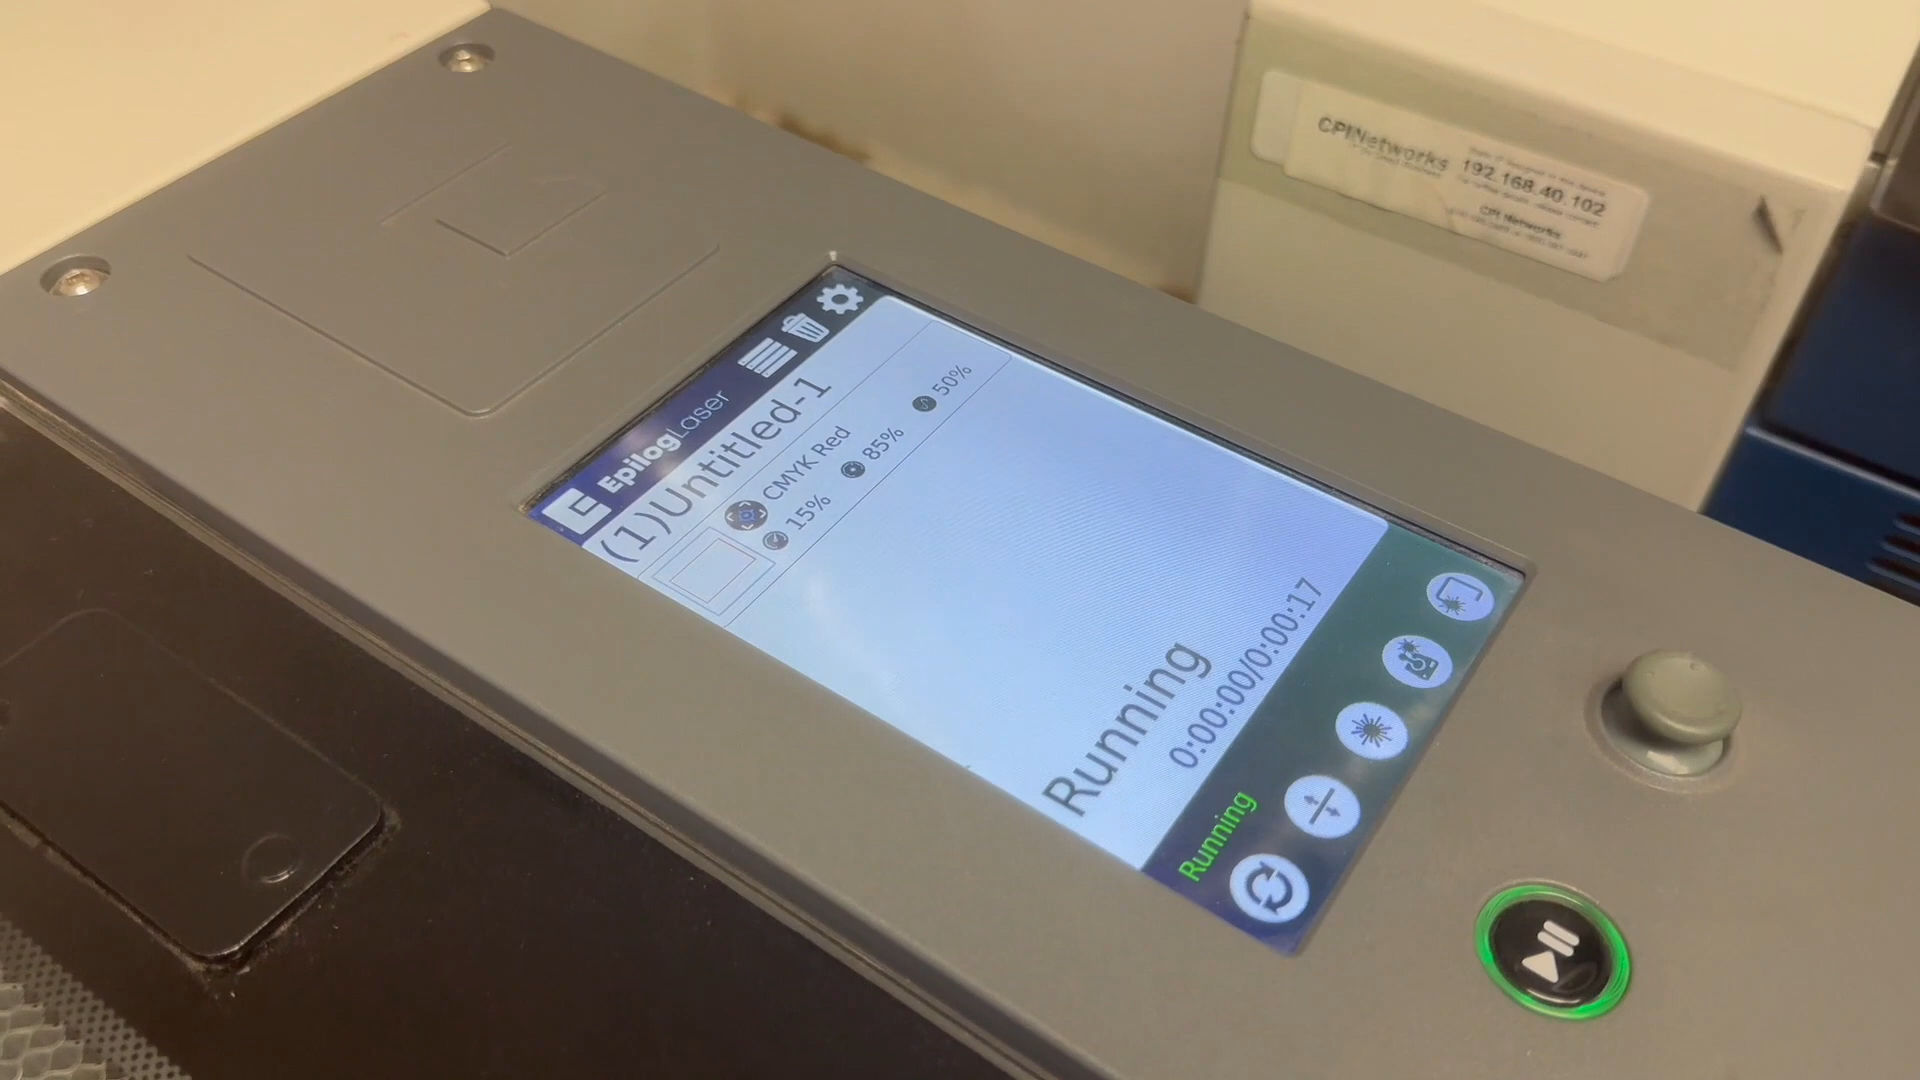 EpilogLaser
(1)Untitled-1
CMYK Red
15% 85% 50%
Running
0:00:00/0:00:17
Running
CPINetworks
192.168.40.102
CPI Networks